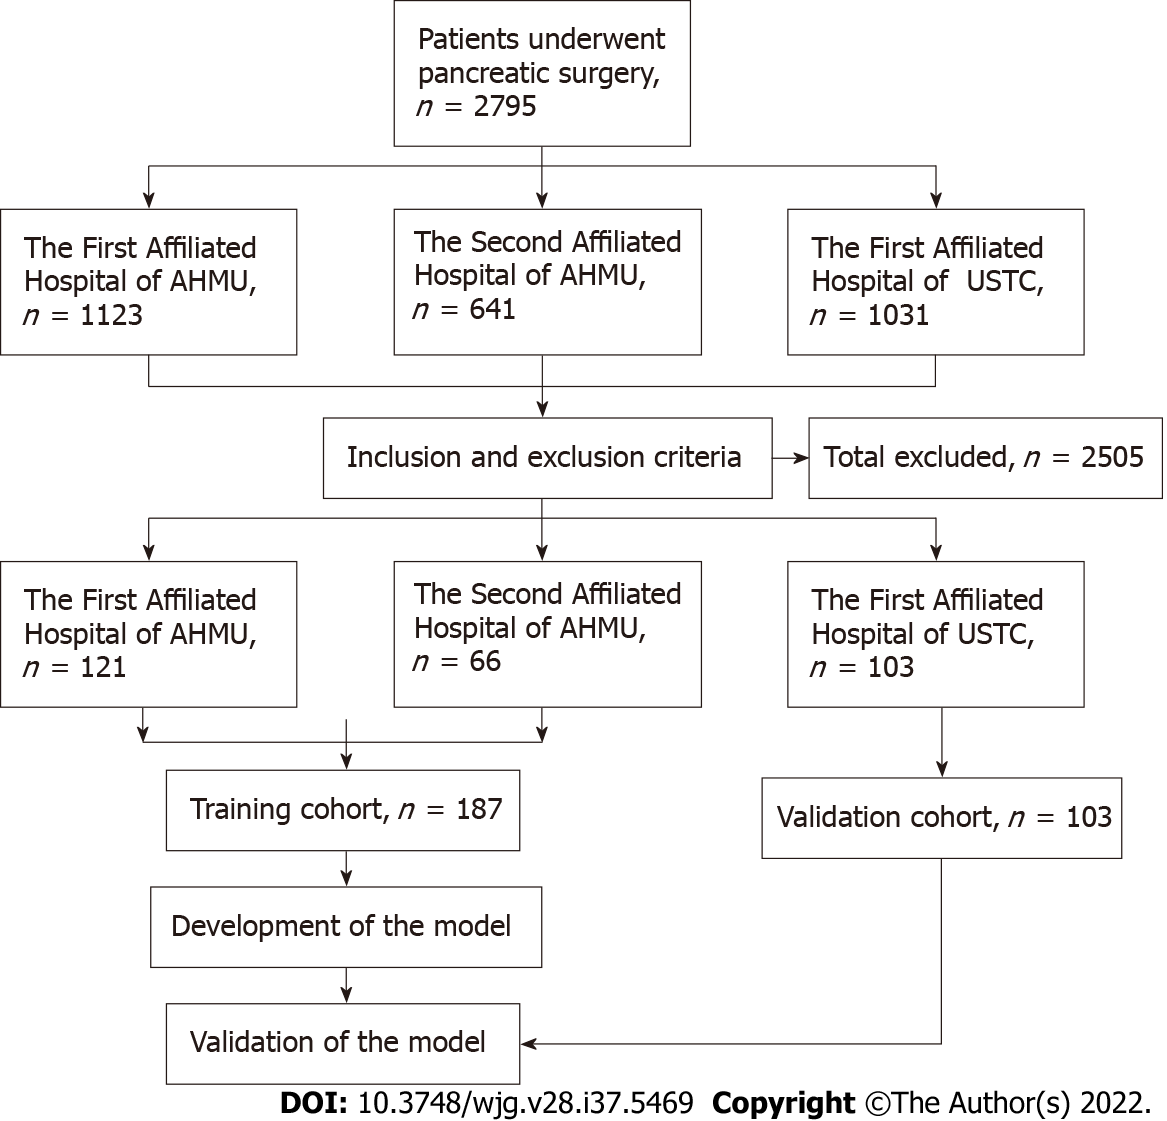 Patients underwent
pancreatic surgery,
n = 2795
The First Affiliated
Hospital of AHMU,
n = 1123
The Second Affiliated
Hospital of AHMU,
n = 641
The First Affiliated
Hospital of USTC,
n = 1031
Inclusion and exclusion criteria
Total excluded, n = 2505
The First Affiliated
Hospital of AHMU,
n = 121
The Second Affiliated
Hospital of AHMU,
n = 66
The First Affiliated
Hospital of USTC,
n = 103
Training cohort, n = 187
Validation cohort, n = 103
Development of the model
Validation of the model
DOI: 10.3748/wjg.v28.i37.5469 Copyright ©The Author(s) 2022.